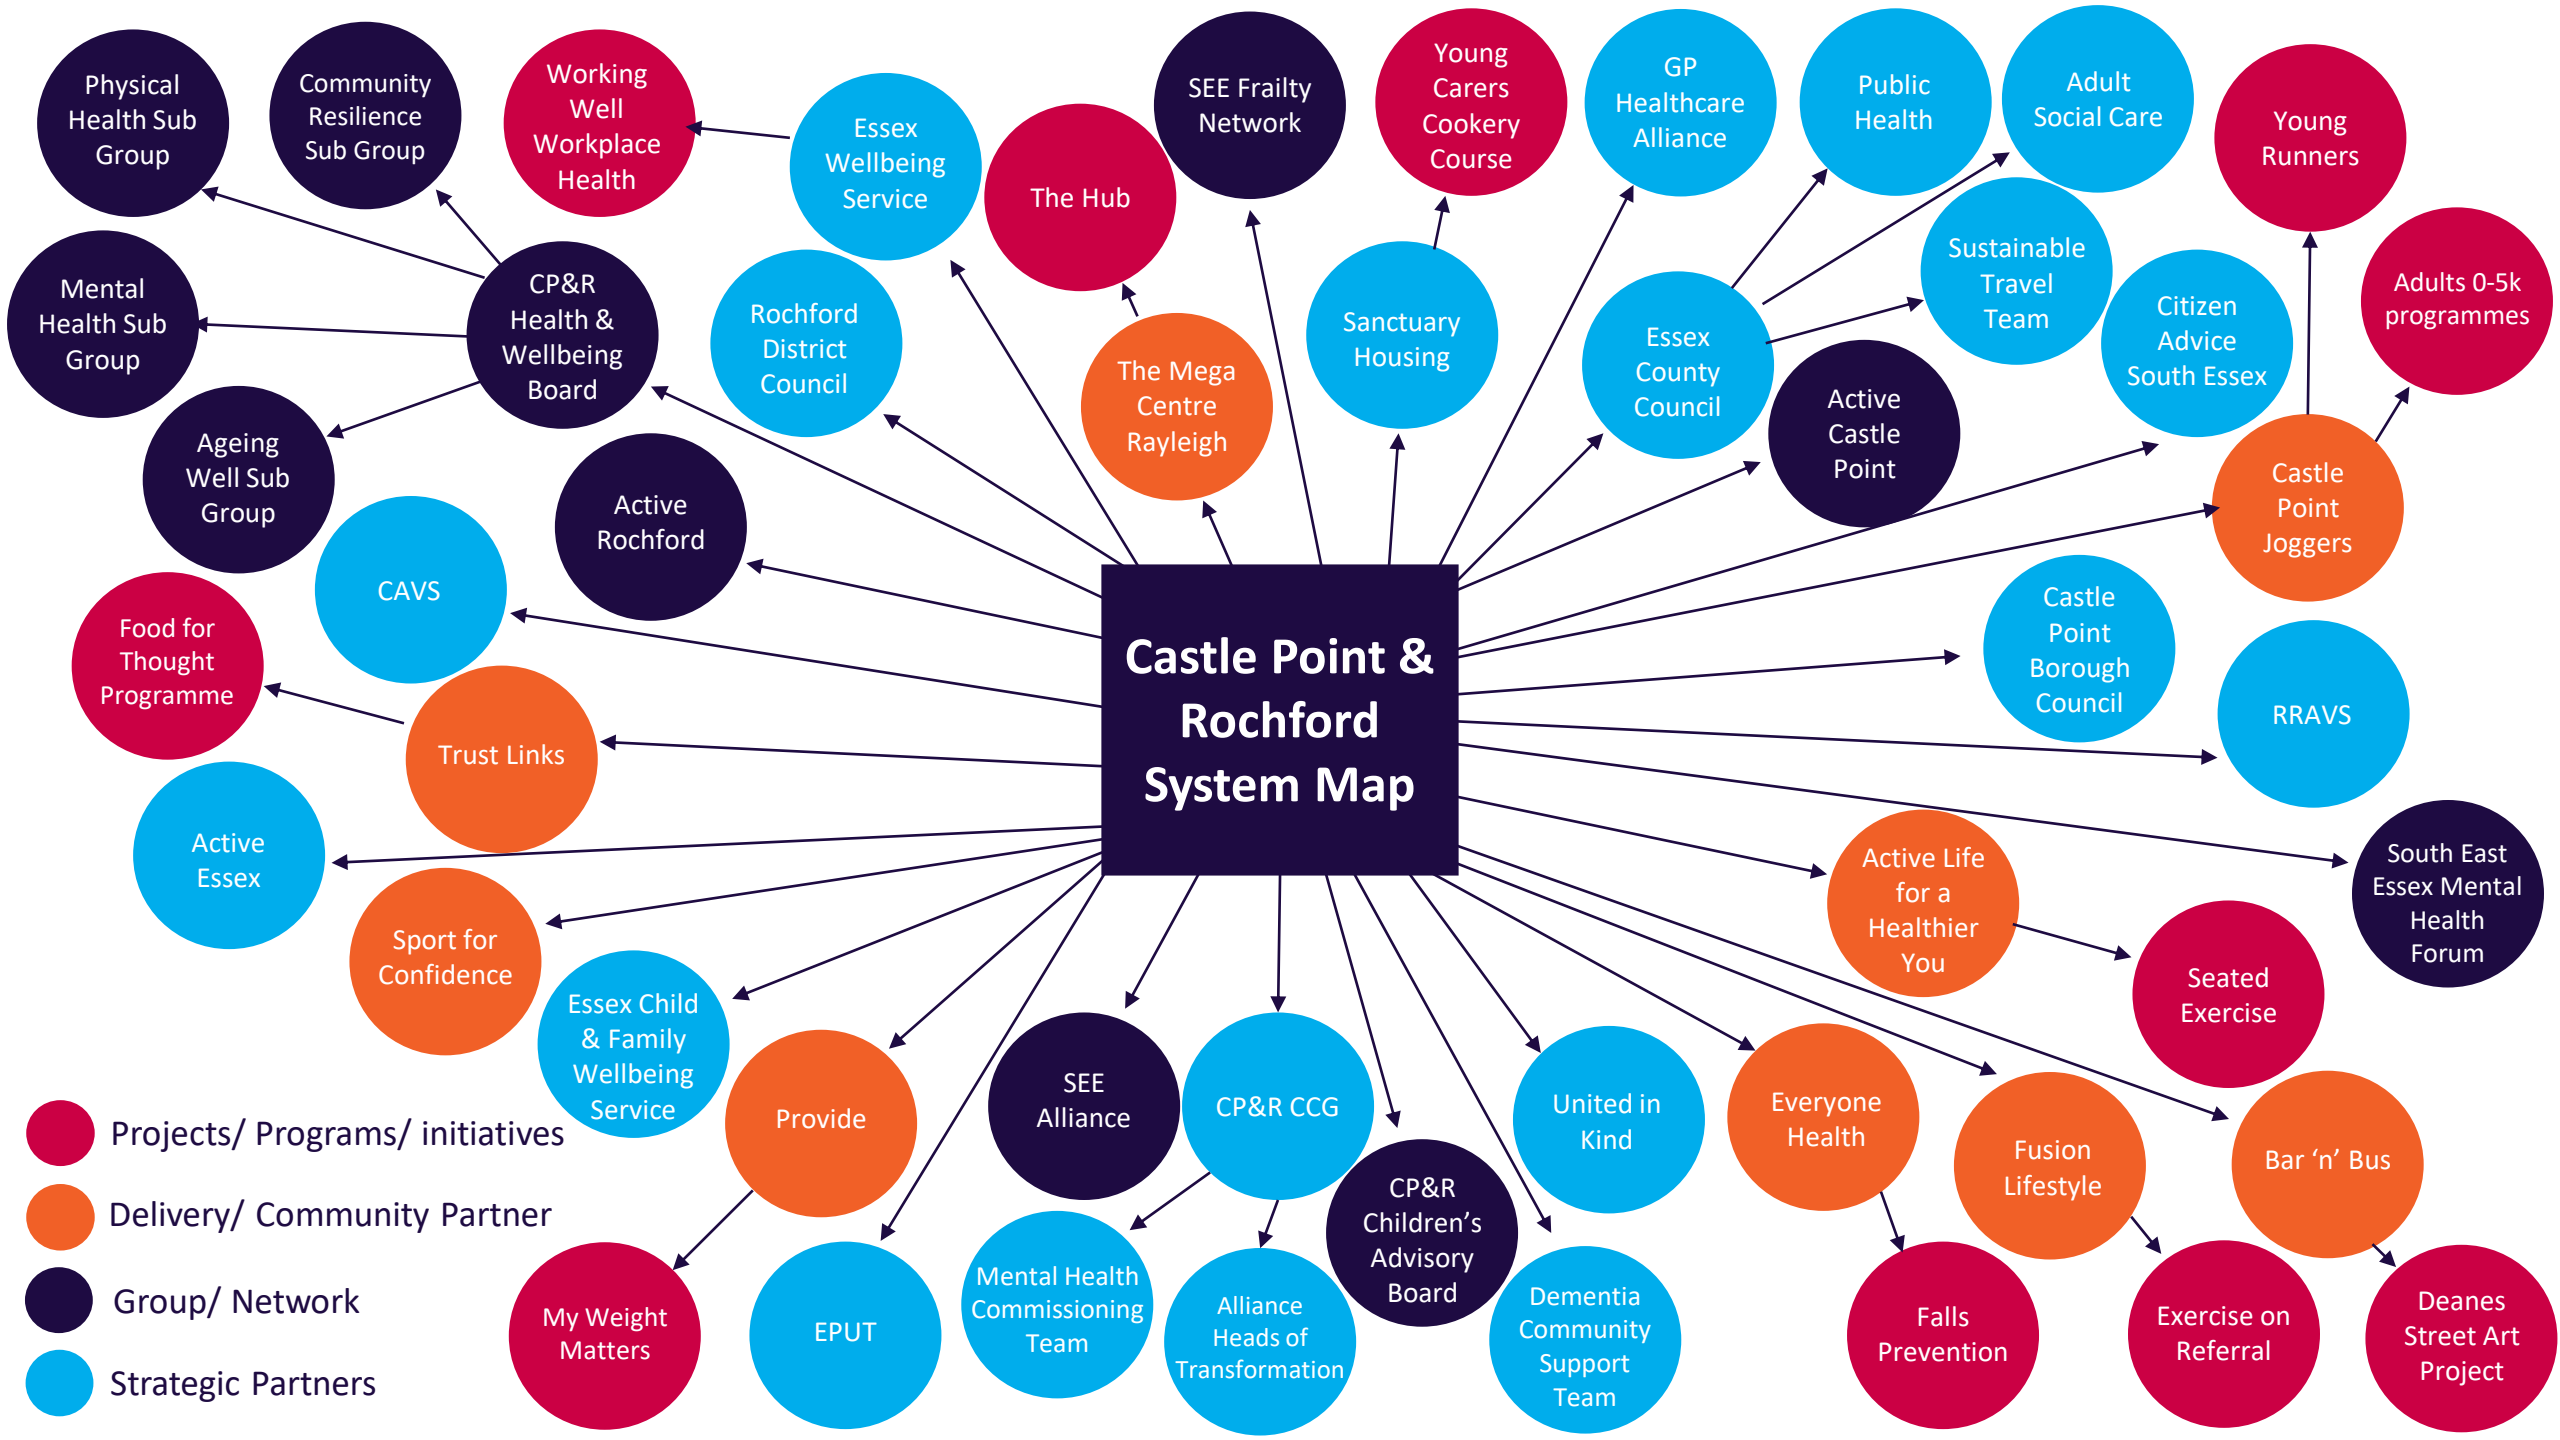 Physical
Health Sub
Group
Community
Resilience
Sub Group
Working
Well
Workplace
Health
Essex
Wellbeing
Service
The Hub
SEE Frailty
Network
Young
Carers
Cookery
Course
GP
Healthcare
Alliance
Public
Health
Adult
Social Care
Young
Runners
Mental
Health Sub
Group
CP&R
Health &
Wellbeing
Board
Rochford
District
Council
The Mega
Centre
Rayleigh
Sanctuary
Housing
Essex
County
Council
Sustainable
Travel
Team
Citizen
Advice
South Essex
Adults 0-5k
programmes
Ageing
Well Sub
Group
Active
Rochford
Active
Castle
Point
Castle
Point
Joggers
CAVS
Food for
Thought
Programme
Trust Links
Castle Point &
Rochford
System Map
Castle
Point
Borough
Council
RRAVS
Active
Essex
Sport for
Confidence
Essex Child
& Family
Wellbeing
Service
Provide
SEE
Alliance
CP&R CCG
United in
Kind
Everyone
Health
Active Life
for a
Healthier
You
Seated
Exercise
South East
Essex Mental
Health
Forum
Fusion
Lifestyle
Bar ‘n’ Bus
My Weight
Matters
EPUT
Mental Health
Commissioning
Team
Alliance
Heads of
Transformation
CP&R
Children’s
Advisory
Board
Dementia
Community
Support
Team
Falls
Prevention
Exercise on
Referral
Deanes
Street Art
Project
Projects/ Programs/ initiatives
Delivery/ Community Partner
Group/ Network
Strategic Partners